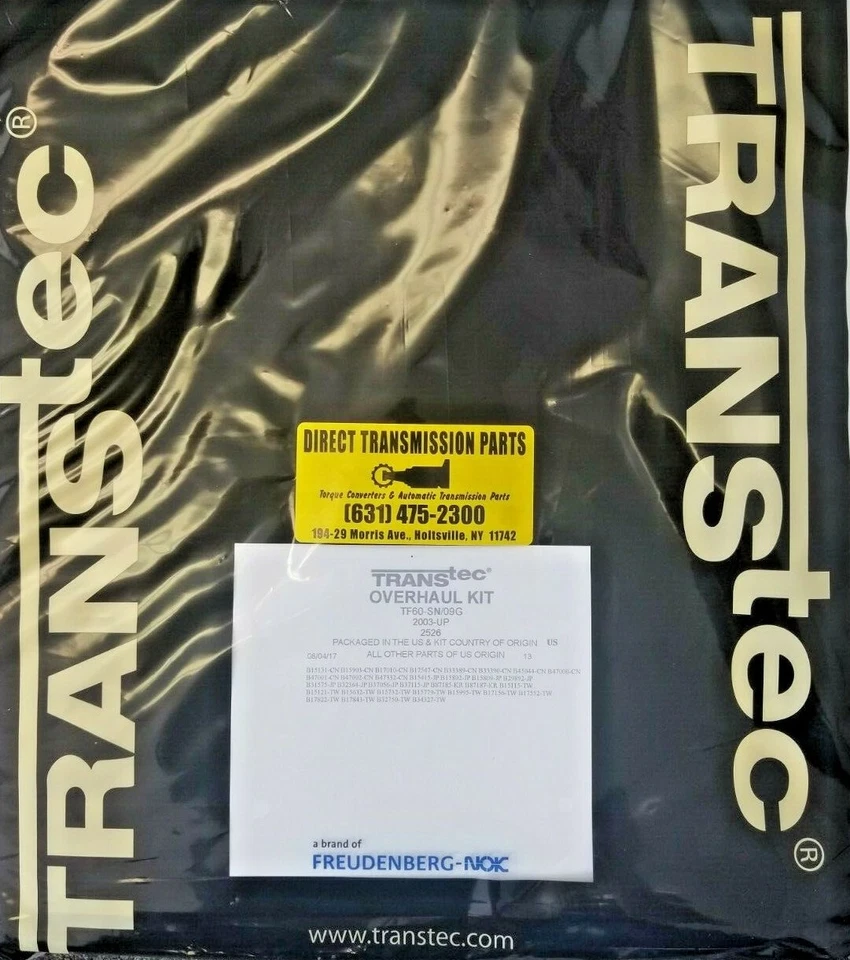 TRANStec®
TRANStec®
DIRECT TRANSMISSION PARTS
Torque Converters & Automatic Transmission Parts
(631) 475-2300
194-29 Morris Ave., Holtsville, NY 11742
TRANStec®
OVERHAUL KIT
TF60-SN/09G
2003-UP
2526
PACKAGED IN THE US & KIT COUNTRY OF ORIGIN US
06/04/17 ALL OTHER PARTS OF US ORIGIN 13
a brand of
FREUDENBERG-NOK
www.transtec.com